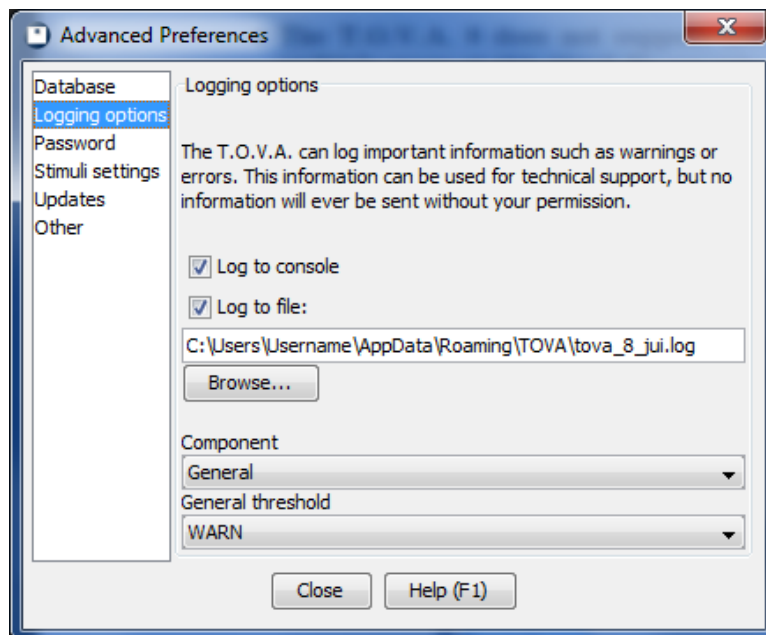 Advanced Preferences
Database
Logging options
Password
Stimuli settings
Updates
Other
Logging options
The T.O.V.A. can log important information such as warnings or
errors. This information can be used for technical support, but no
information will ever be sent without your permission.
Log to console
Log to file:
C:\Users\Username\AppData\Roaming\TOVA\tova_8_jui.log
Browse...
Component
General
General threshold
WARN
Close
Help (F1)